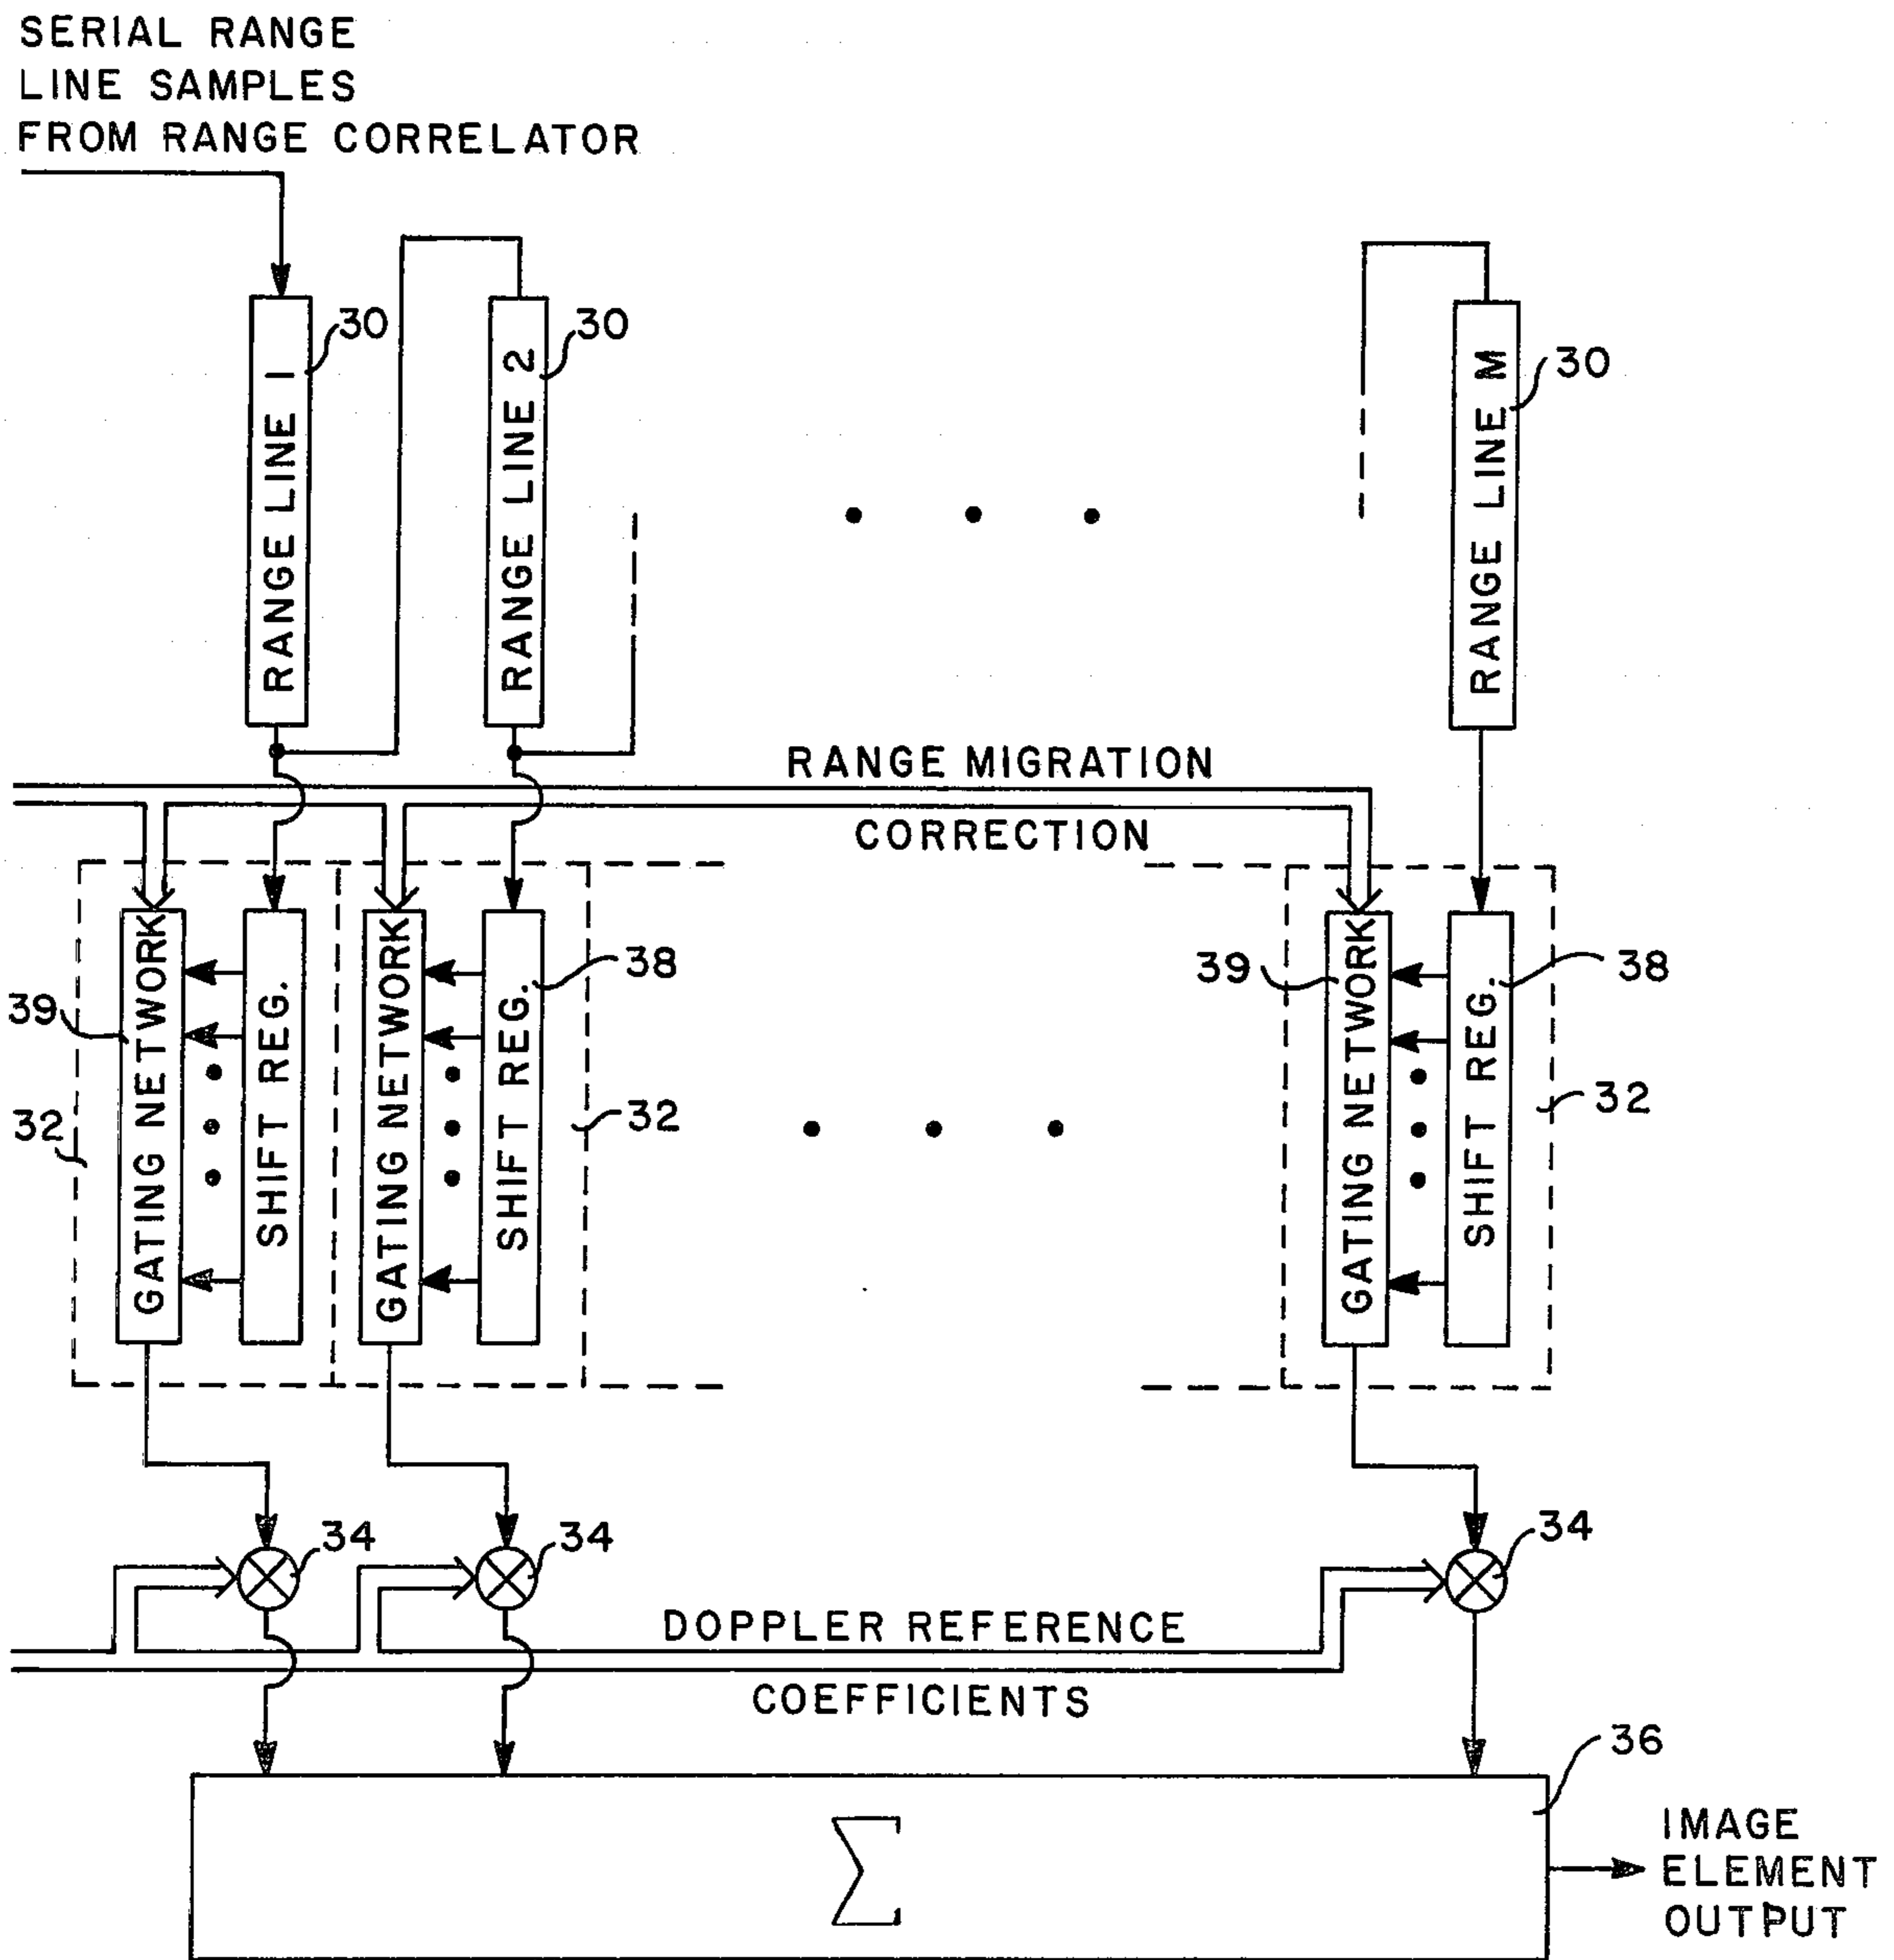 SERIAL RANGE
LINE SAMPLES
FROM RANGE CORRELATOR
RANGE LINE 1
30
RANGE LINE 2
30
RANGE LINE M
30
RANGE MIGRATION
CORRECTION
GATING NETWORK
SHIFT REG.
39
32
GATING NETWORK
SHIFT REG.
38
32
GATING NETWORK
SHIFT REG.
39
38
32
34
34
34
DOPPLER REFERENCE
COEFFICIENTS
Σ
36
IMAGE
ELEMENT
OUTPUT